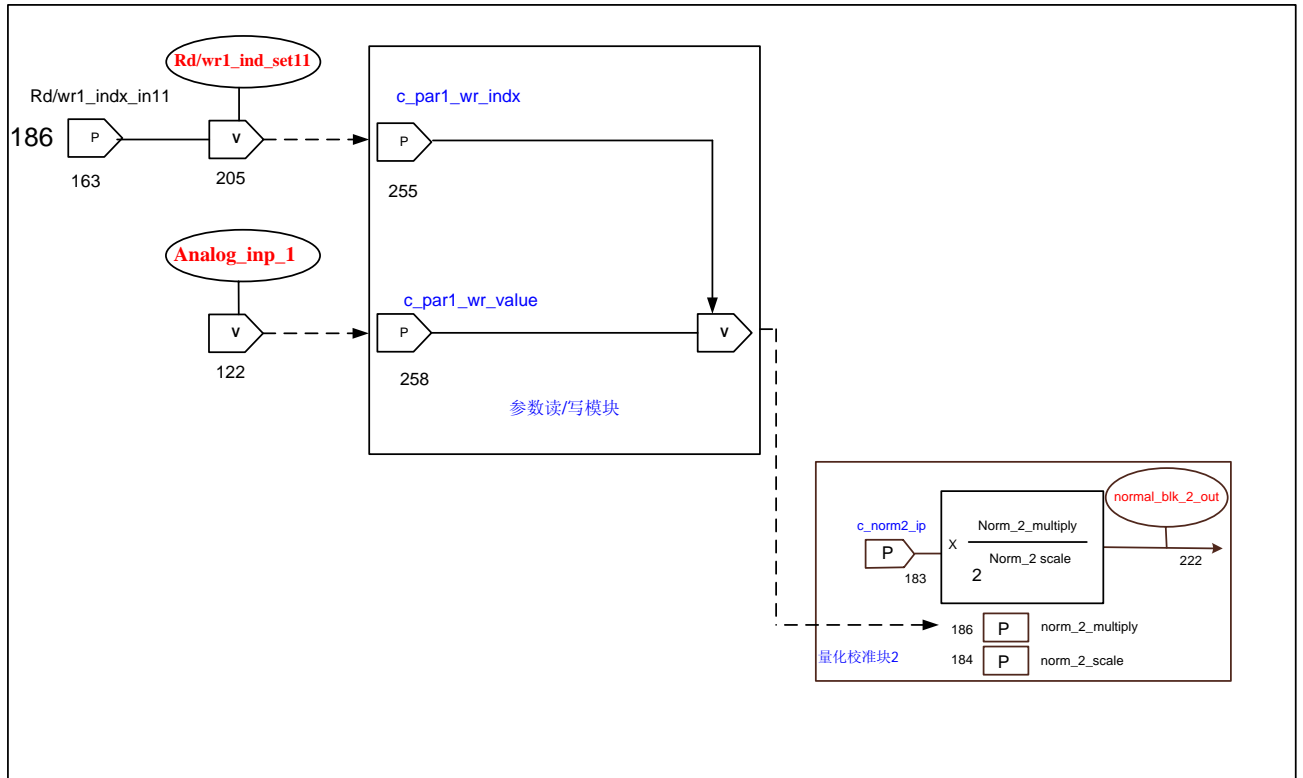 Rd/wr1_ind_set11
Rd/wr1_indx_in11
186
P
V
163
205
c_par1_wr_indx
P
255
Analog_inp_1
V
122
c_par1_wr_value
P
258
V
参数读/写模块
normal_blk_2_out
c_norm2_ip
P
183
X
Norm_2_multiply
Norm_2 scale
2
222
186
P
norm_2_multiply
184
P
norm_2_scale
量化校准块2